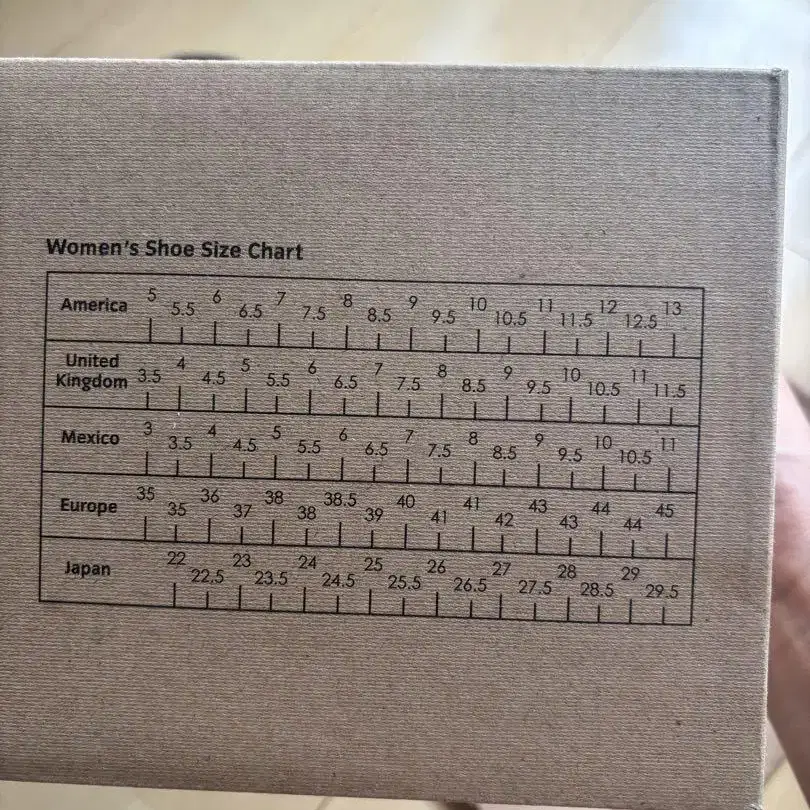 Women's Shoe Size Chart
America 5 5.5 6 6.5 7 7.5 8 8.5 9 9.5 10 10.5 11 11.5 12 12.5 13
United
Kingdom 3.5 4 4.5 5 5.5 6 6.5 7 7.5 8 8.5 9 9.5 10 10.5 11 11.5
Mexico 3 3.5 4 4.5 5 5.5 6 6.5 7 7.5 8 8.5 9 9.5 10 10.5 11
Europe 35 35 36 37 38 38 38.5 39 40 41 41 42 43 43 44 44 45
Japan 22 22,5 23 23.5 24 24.5 25 25.5 26 26.5 27 27.5 28 28.5 29 29.5